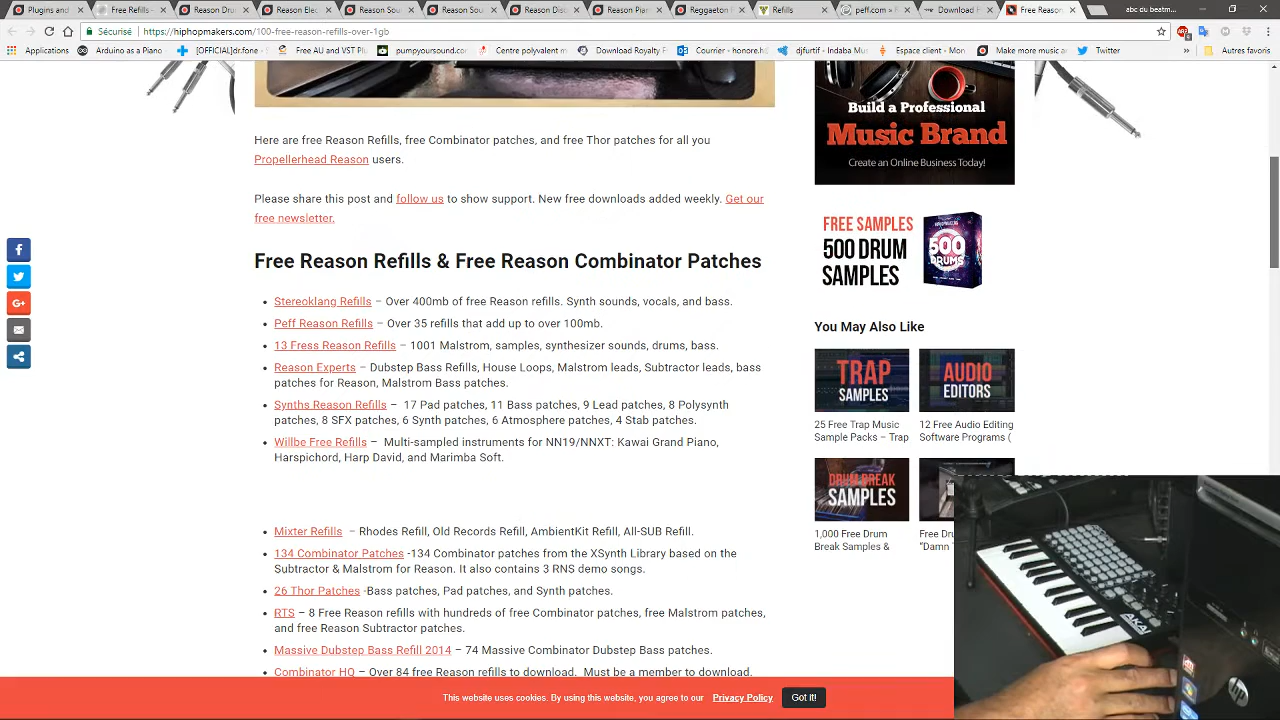 Plugins and
Free Refills –
Reason Dru
Reason Elec
Reason Soun
Reason Sou
Reason Dist
Reason Pian
Reggaeton
Refills
peff.com »
Download F
Free Reason
abc du beatm
Sécurisé
https://hiphopmakers.com/100-free-reason-refills-over-1gb
Applications
Arduino as a Piano
[OFFICIAL]dr.fone
Free AU and VST Pl
pumpyoursound.co
Centre polyvalent
Download Royalty F
Courrier - horned@
djfurtif - Indaba Mus
Espace client
Make more music a
Twitter
»
Autres favoris
Build a Professional
Music Brand
Create an Online Business Today!
Here are free Reason Refills, free Combinator patches, and free Thor patches for all you
Propellerhead Reason users.
Please share this post and follow us to show support. New free downloads added weekly. Get our
free newsletter.
FREE SAMPLES
500 DRUM
SAMPLES
500
DRUMS
Free Reason Refills & Free Reason Combinator Patches
• Stereoklang Refills – Over 400mb of free Reason refills. Synth sounds, vocals, and bass.
• Peff Reason Refills – Over 35 refills that add up to over 100mb.
• 13 Fress Reason Refills – 1001 Malstrom, samples, synthesizer sounds, drums, bass.
• Reason Experts – Dubstep Bass Refills, House Loops, Malstrom leads, Subtractor leads, bass
patches for Reason, Malstrom Bass patches.
• Synths Reason Refills – 17 Pad patches, 11 Bass patches, 9 Lead patches, 8 Polysynth
patches, 8 SFX patches, 6 Synth patches, 6 Atmosphere patches, 4 Stab patches.
• Willbe Free Refills – Multi-sampled instruments for NN19/NNXT: Kawai Grand Piano,
Harspichord, Harp David, and Marimba Soft.
• Mixter Refills – Rhodes Refill, Old Records Refill, AmbientKit Refill, All-SUB Refill.
• 134 Combinator Patches -134 Combinator patches from the XSynth Library based on the
Subtractor & Malstrom for Reason. It also contains 3 RNS demo songs.
• 26 Thor Patches -Bass patches, Pad patches, and Synth patches.
• RTS – 8 Free Reason refills with hundreds of free Combinator patches, free Malstrom patches,
and free Reason Subtractor patches.
• Massive Dubstep Bass Refill 2014 – 74 Massive Combinator Dubstep Bass patches.
• Combinator HQ – Over 84 free Reason refills to download. Must be a member to download.
You May Also Like
TRAP
SAMPLES
AUDIO
EDITORS
25 Free Trap Music
Sample Packs – Trap
12 Free Audio Editing
Software Programs (
DRUM BREAK
SAMPLES
1,000 Free Drum
Break Samples &
Free Dr
"Damn
AKAI
hp
This website uses cookies. By using this website, you agree to our Privacy Policy
Got it!